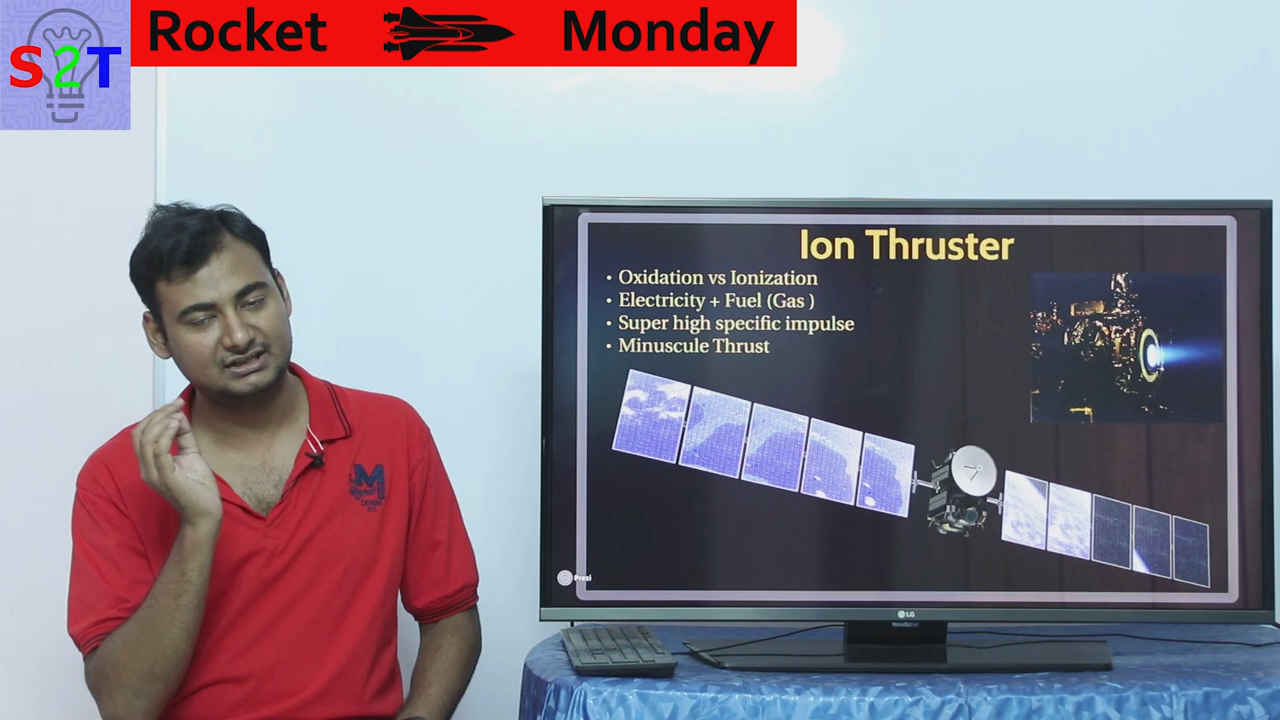 Rocket Monday
S2T
Ion Thruster
• Oxidation vs Ionization
• Electricity + Fuel (Gas )
• Super high specific impulse
• Minuscule Thrust
M
Prezi
LG